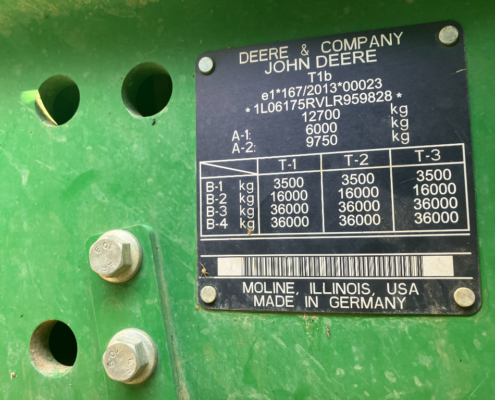 DEERE & COMPANY
JOHN DEERE
T1b
e1*167/2013*00023
*1L06175RVLR959828*
12700 kg
A-1: 6000 kg
A-2: 9750 kg
T-1 T-2 T-3
B-1 kg 3500 3500 3500
B-2 kg 16000 16000 16000
B-3 kg 36000 36000 36000
B-4 kg 36000 36000 36000
MOLINE, ILLINOIS, USA
MADE IN GERMANY